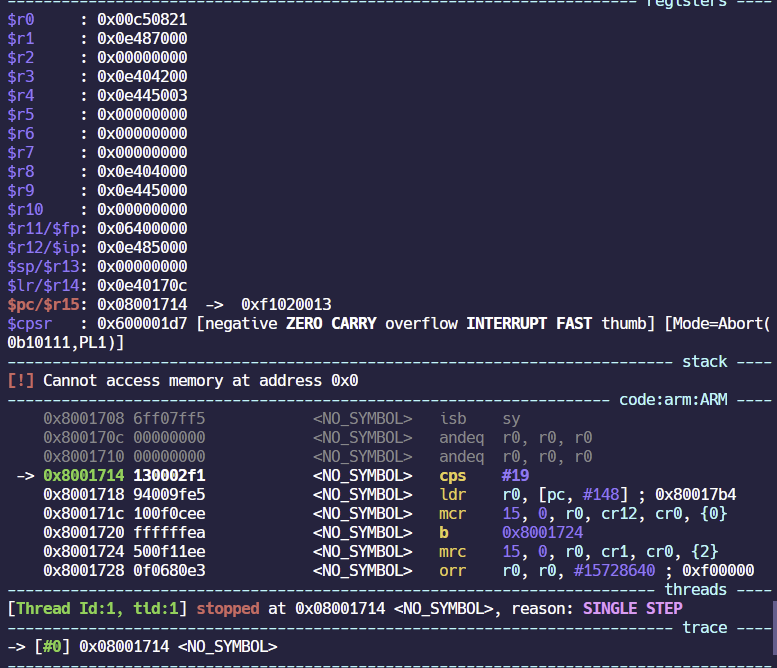 ------------------------------------------------------------------------ registers ----
$r0     : 0x00c50821
$r1     : 0x0e487000
$r2     : 0x00000000
$r3     : 0x0e404200
$r4     : 0x0e445003
$r5     : 0x00000000
$r6     : 0x00000000
$r7     : 0x00000000
$r8     : 0x0e404000
$r9     : 0x0e445000
$r10    : 0x00000000
$r11/$fp: 0x06400000
$r12/$ip: 0x0e485000
$sp/$r13: 0x00000000
$lr/$r14: 0x0e40170c
$pc/$r15: 0x08001714  ->  0xf1020013
$cpsr   : 0x600001d7 [negative ZERO CARRY overflow INTERRUPT FAST thumb] [Mode=Abort(
0b10111,PL1)]
-------------------------------------------------------------------------- stack ----
[!] Cannot access memory at address 0x0
------------------------------------------------------------------- code:arm:ARM ----
    0x8001708 6ff07ff5            <NO_SYMBOL>   isb    sy
    0x800170c 00000000            <NO_SYMBOL>   andeq  r0, r0, r0
    0x8001710 00000000            <NO_SYMBOL>   andeq  r0, r0, r0
 -> 0x8001714 130002f1            <NO_SYMBOL>   cps    #19
    0x8001718 94009fe5            <NO_SYMBOL>   ldr    r0, [pc, #148] ; 0x80017b4
    0x800171c 100f0cee            <NO_SYMBOL>   mcr    15, 0, r0, cr12, cr0, {0}
    0x8001720 ffffffea            <NO_SYMBOL>   b      0x8001724
    0x8001724 500f11ee            <NO_SYMBOL>   mrc    15, 0, r0, cr1, cr0, {2}
    0x8001728 0f0680e3            <NO_SYMBOL>   orr    r0, r0, #15728640 ; 0xf00000
------------------------------------------------------------------------ threads ----
[Thread Id:1, tid:1] stopped at 0x08001714 <NO_SYMBOL>, reason: SINGLE STEP
-------------------------------------------------------------------------- trace ----
-> [#0] 0x08001714 <NO_SYMBOL>